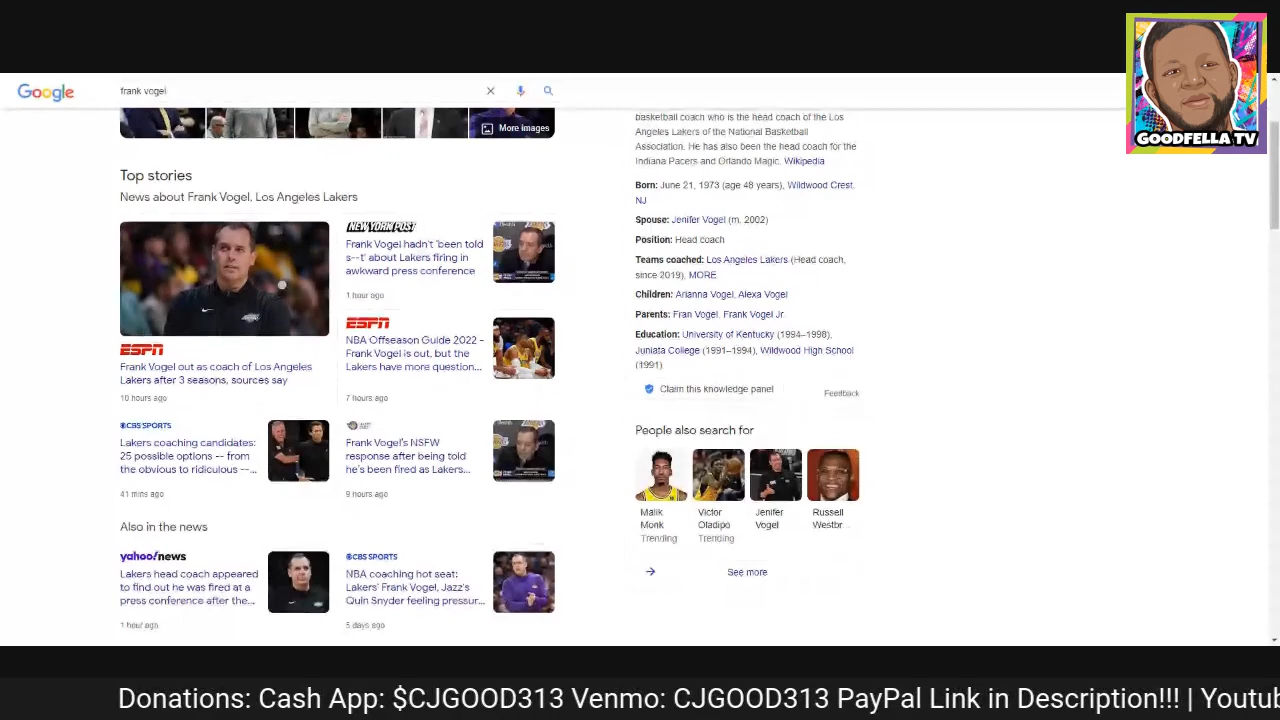 GOODFELLA TV
Google
frank vogel
More images
basketball coach who is the head coach of the Los
Angeles Lakers of the National Basketball
Association. He has also been the head coach for the
Indiana Pacers and Orlando Magic. Wikipedia
Born: June 21, 1973 (age 48 years), Wildwood Crest,
NJ
Spouse: Jenifer Vogel (m. 2002)
Position: Head coach
Teams coached: Los Angeles Lakers (Head coach,
since 2019), MORE
Children: Arianna Vogel, Alexa Vogel
Parents: Fran Vogel, Frank Vogel Jr.
Education: University of Kentucky (1994–1998),
Juniata College (1991–1994), Wildwood High School
(1991)
Claim this knowledge panel
Feedback
People also search for
Malik
Monk
Trending
Victor
Oladipo
Trending
Jenifer
Vogel
Russell
Westbr...
See more
Top stories
News about Frank Vogel, Los Angeles Lakers
ESPN
Frank Vogel out as coach of Los Angeles
Lakers after 3 seasons, sources say
10 hours ago
NEW YORK POST
Frank Vogel hadn't 'been told
s--t' about Lakers firing in
awkward press conference
1 hour ago
ESPN
NBA Offseason Guide 2022 -
Frank Vogel is out, but the
Lakers have more question...
7 hours ago
CBS SPORTS
Lakers coaching candidates:
25 possible options -- from
the obvious to ridiculous --...
41 mins ago
Frank Vogel's NSFW
response after being told
he's been fired as Lakers...
9 hours ago
Also in the news
yahoo!news
Lakers head coach appeared
to find out he was fired at a
press conference after the...
1 hour ago
CBS SPORTS
NBA coaching hot seat:
Lakers' Frank Vogel, Jazz's
Quin Snyder feeling pressur...
5 days ago
Donations: Cash App: $CJGOOD313 Venmo: CJGOOD313 PayPal Link in Description!!! | Youtub